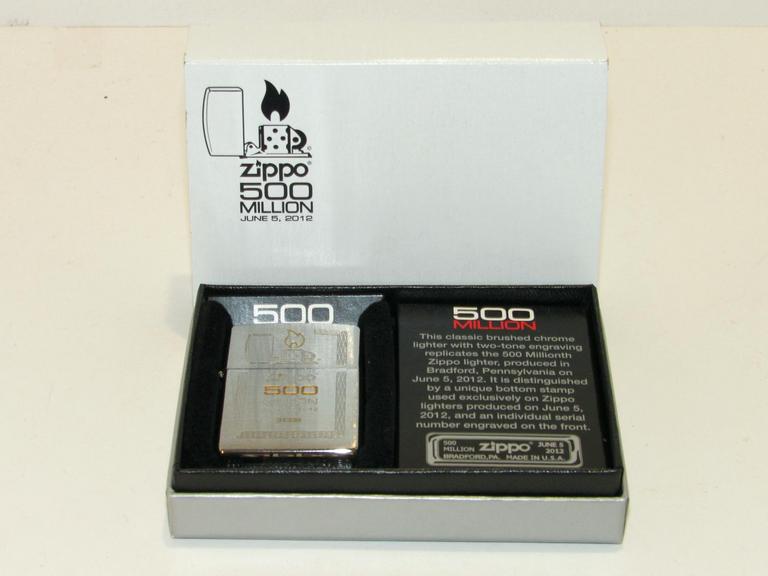 zippo®
500
MILLION
JUNE 5, 2012
500
500
500
MILLION
This classic brushed chrome
lighter with two-tone engraving
replicates the 500 Millionth
Zippo lighter, produced in
Bradford, Pennsylvania on
June 5, 2012. It is distinguished
by a unique bottom stamp
used exclusively on Zippo
lighters produced on June 5,
2012, and an individual serial
number engraved on the front.
500 zippo® JUNE 5
MILLION 2012
BRADFORD,PA. MADE IN U.S.A.